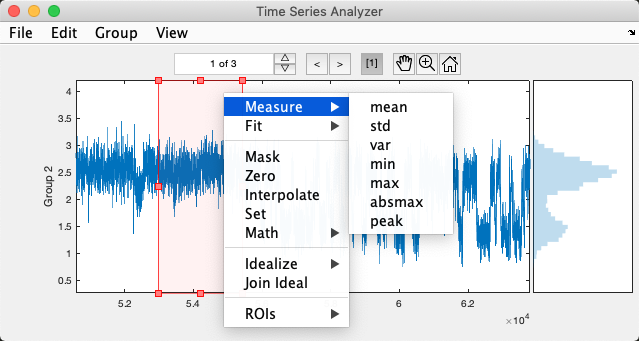 Time Series Analyzer
File Edit Group View
1 of 3 < > [1]
Measure mean
Fit std
var
Mask min
Zero max
Interpolate absmax
Set peak
Math
Idealize
Join Ideal
ROIs
Group 2
4
3.5
3
2.5
2
1.5
1
0.5
5.2 5.4 6 6.2
×10⁴